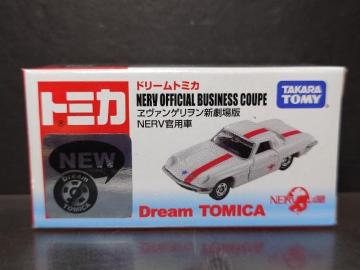 トミカ
ドリームトミカ
NERV OFFICIAL BUSINESS COUPE
ヱヴァンゲリヲン新劇場版
NERV官用車
TAKARA
TOMY
NEW
Dream
TOMICA
Dream TOMICA
NERV